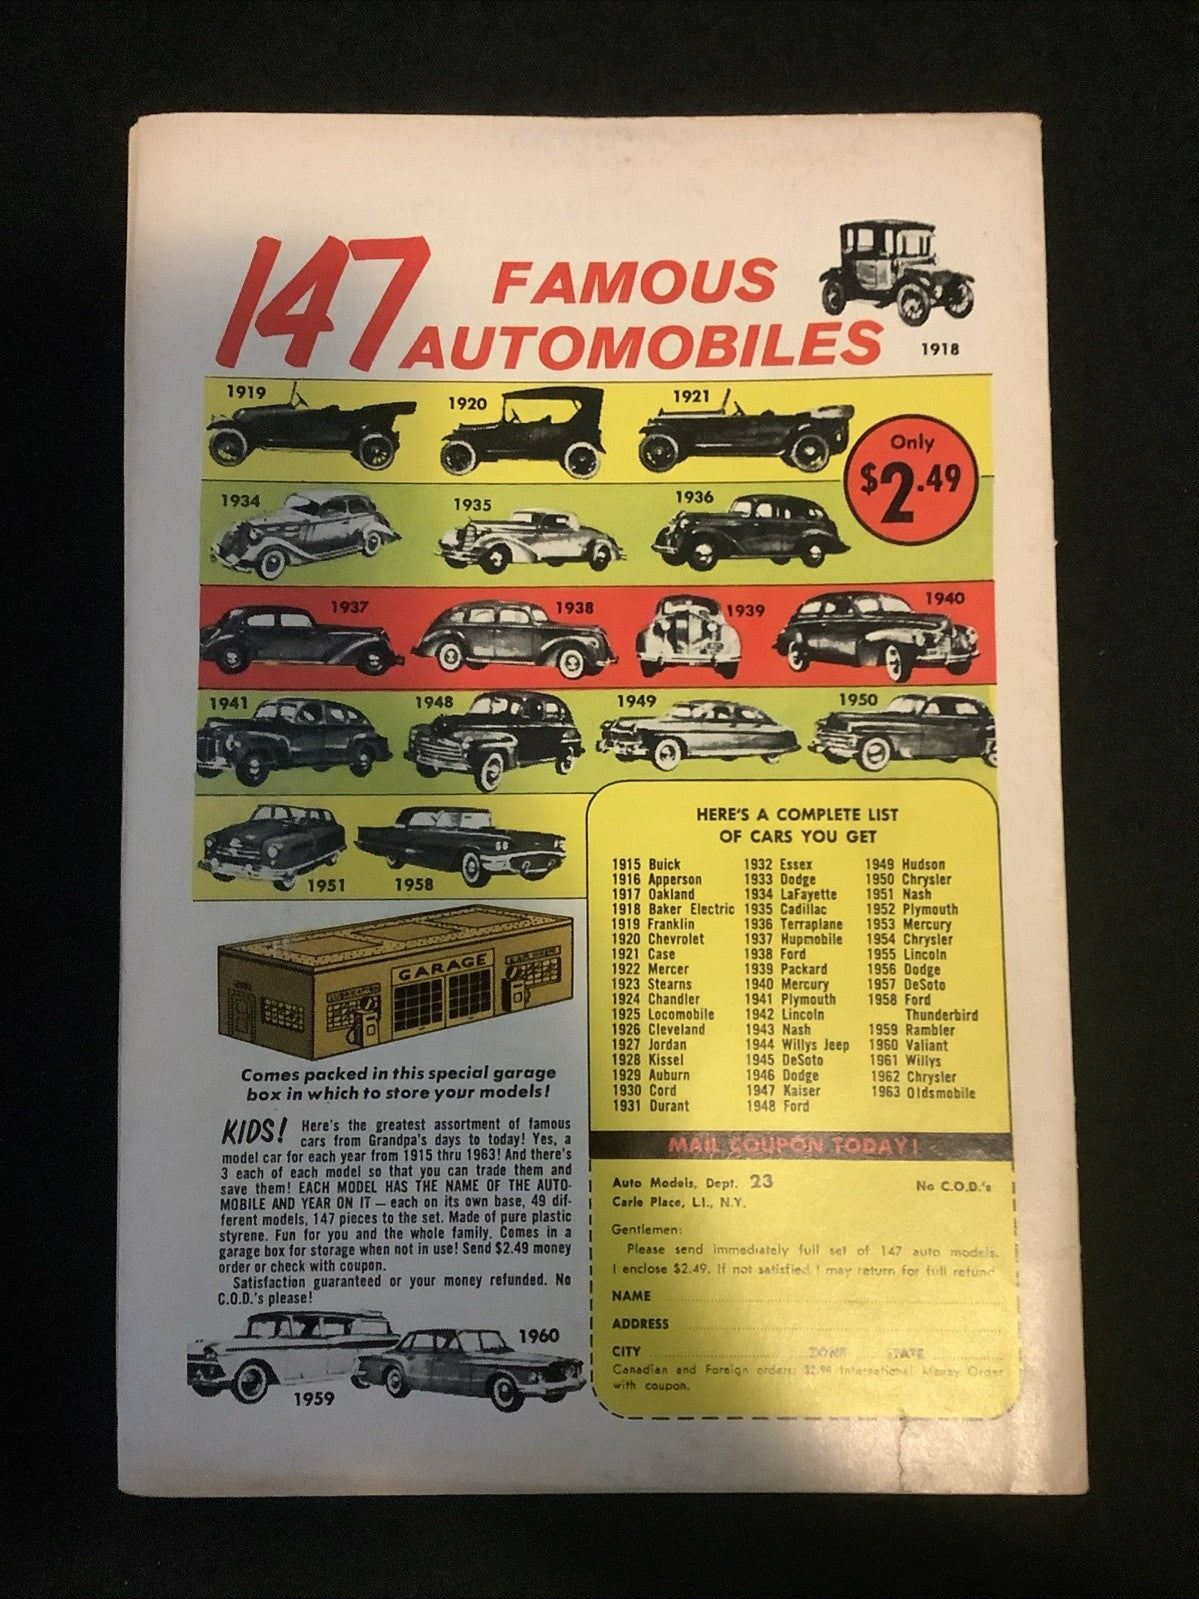 147 FAMOUS
AUTOMOBILES
1918
1919
1920
1921
Only
$2.49
1934
1935
1936
1937
1938
1939
1940
1941
1948
1949
1950
1951
1958
GARAGE
Comes packed in this special garage
box in which to store your models!
KIDS! Here's the greatest assortment of famous
cars from Grandpa's days to today! Yes, a
model car for each year from 1915 thru 1963! And there's
3 each of each model so that you can trade them and
save them! EACH MODEL HAS THE NAME OF THE AUTO-
MOBILE AND YEAR ON IT — each on its own base, 49 dif-
ferent models, 147 pieces to the set. Made of pure plastic
styrene. Fun for you and the whole family. Comes in a
garage box for storage when not in use! Send $2.49 money
order or check with coupon.
Satisfaction guaranteed or your money refunded. No
C.O.D.'s please!
1959
1960
HERE'S A COMPLETE LIST
OF CARS YOU GET
1915 Buick
1916 Apperson
1917 Oakland
1918 Baker Electric
1919 Franklin
1920 Chevrolet
1921 Case
1922 Mercer
1923 Stearns
1924 Chandler
1925 Locomobile
1926 Cleveland
1927 Jordan
1928 Kissel
1929 Auburn
1930 Cord
1931 Durant
1932 Essex
1933 Dodge
1934 LaFayette
1935 Cadillac
1936 Terraplane
1937 Hupmobile
1938 Ford
1939 Packard
1940 Mercury
1941 Plymouth
1942 Lincoln
1943 Nash
1944 Willys Jeep
1945 DeSoto
1946 Dodge
1947 Kaiser
1948 Ford
1949 Hudson
1950 Chrysler
1951 Nash
1952 Plymouth
1953 Mercury
1954 Chrysler
1955 Lincoln
1956 Dodge
1957 DeSoto
1958 Ford
Thunderbird
1959 Rambler
1960 Valiant
1961 Willys
1962 Chrysler
1963 Oldsmobile
MAIL COUPON TODAY!
Auto Models, Dept. 23 No C.O.D.'s
Carle Place, L.I., N.Y.
Gentlemen:
Please send immediately full set of 147 auto models.
I enclose $2.49. If not satisfied I may return for full refund.
NAME
ADDRESS
CITY ZONE STATE
Canadian and Foreign orders: $2.98 International Money Order
with coupon.